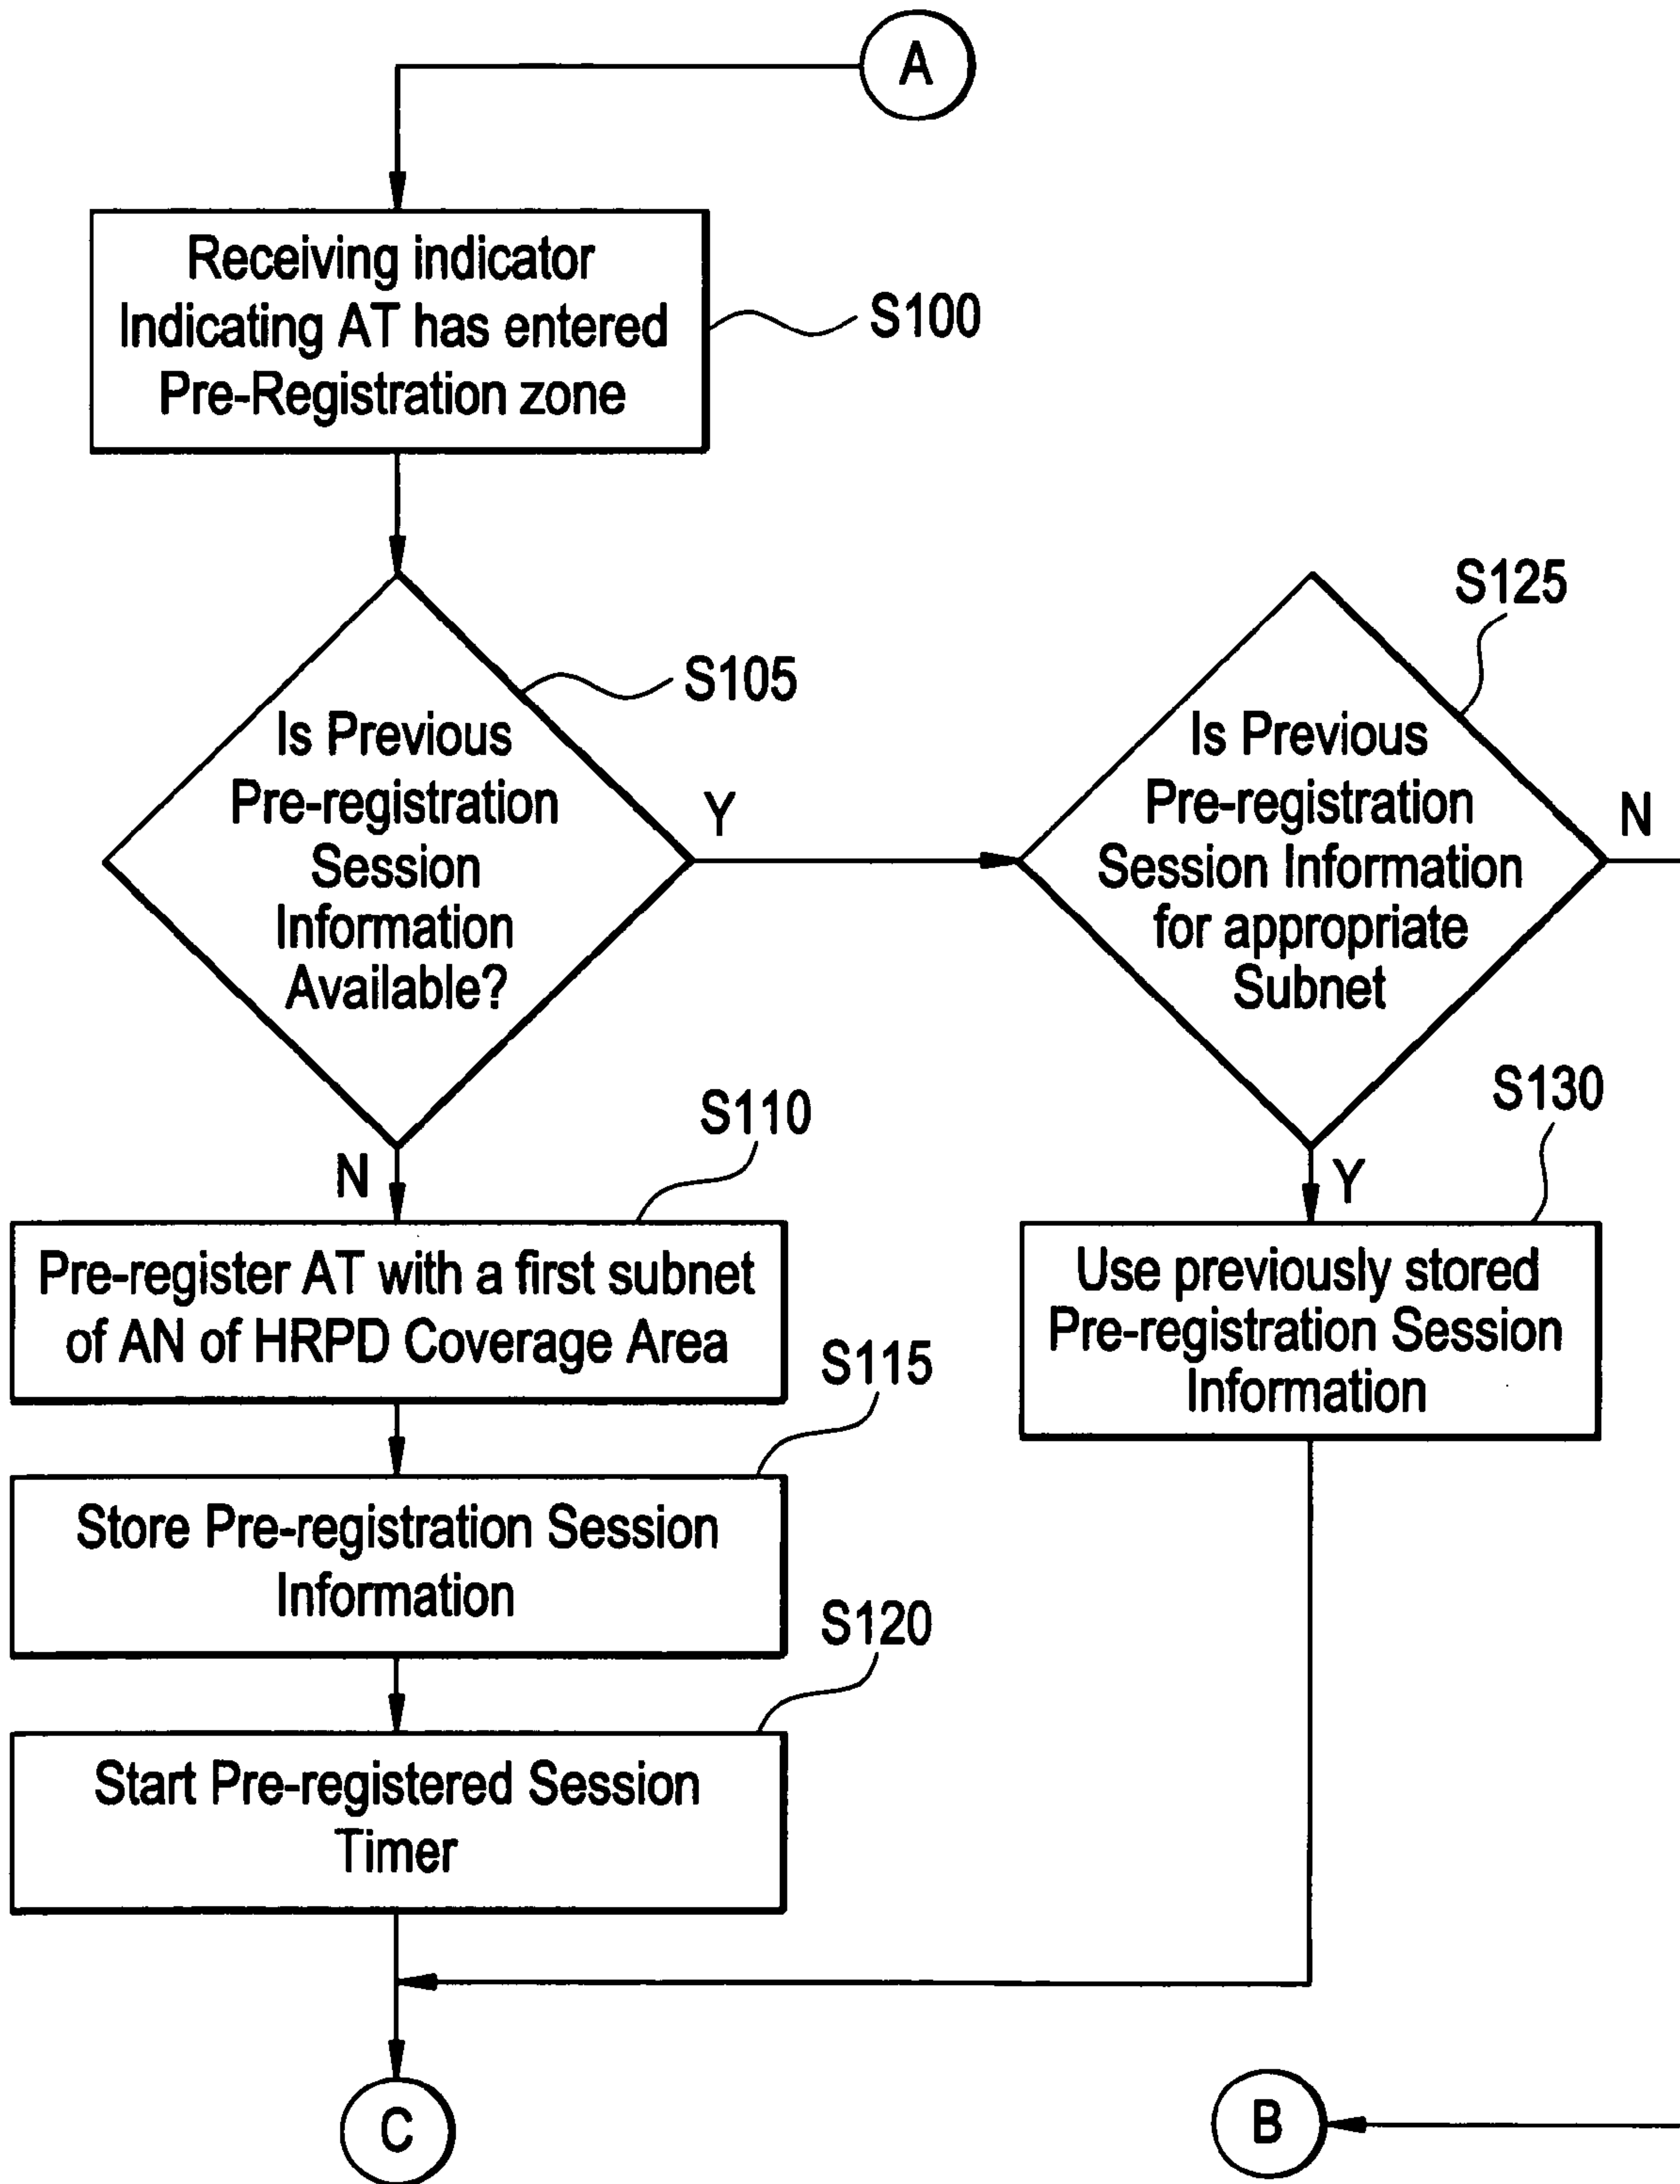 A
Receiving indicator
Indicating AT has entered
Pre-Registration zone
S100
S105
Is Previous
Pre-registration
Session
Information
Available?
Y
N
S125
Is Previous
Pre-registration
Session Information
for appropriate
Subnet
N
Y
S110
Pre-register AT with a first subnet
of AN of HRPD Coverage Area
S130
Use previously stored
Pre-registration Session
Information
S115
Store Pre-registration Session
Information
S120
Start Pre-registered Session
Timer
C
B